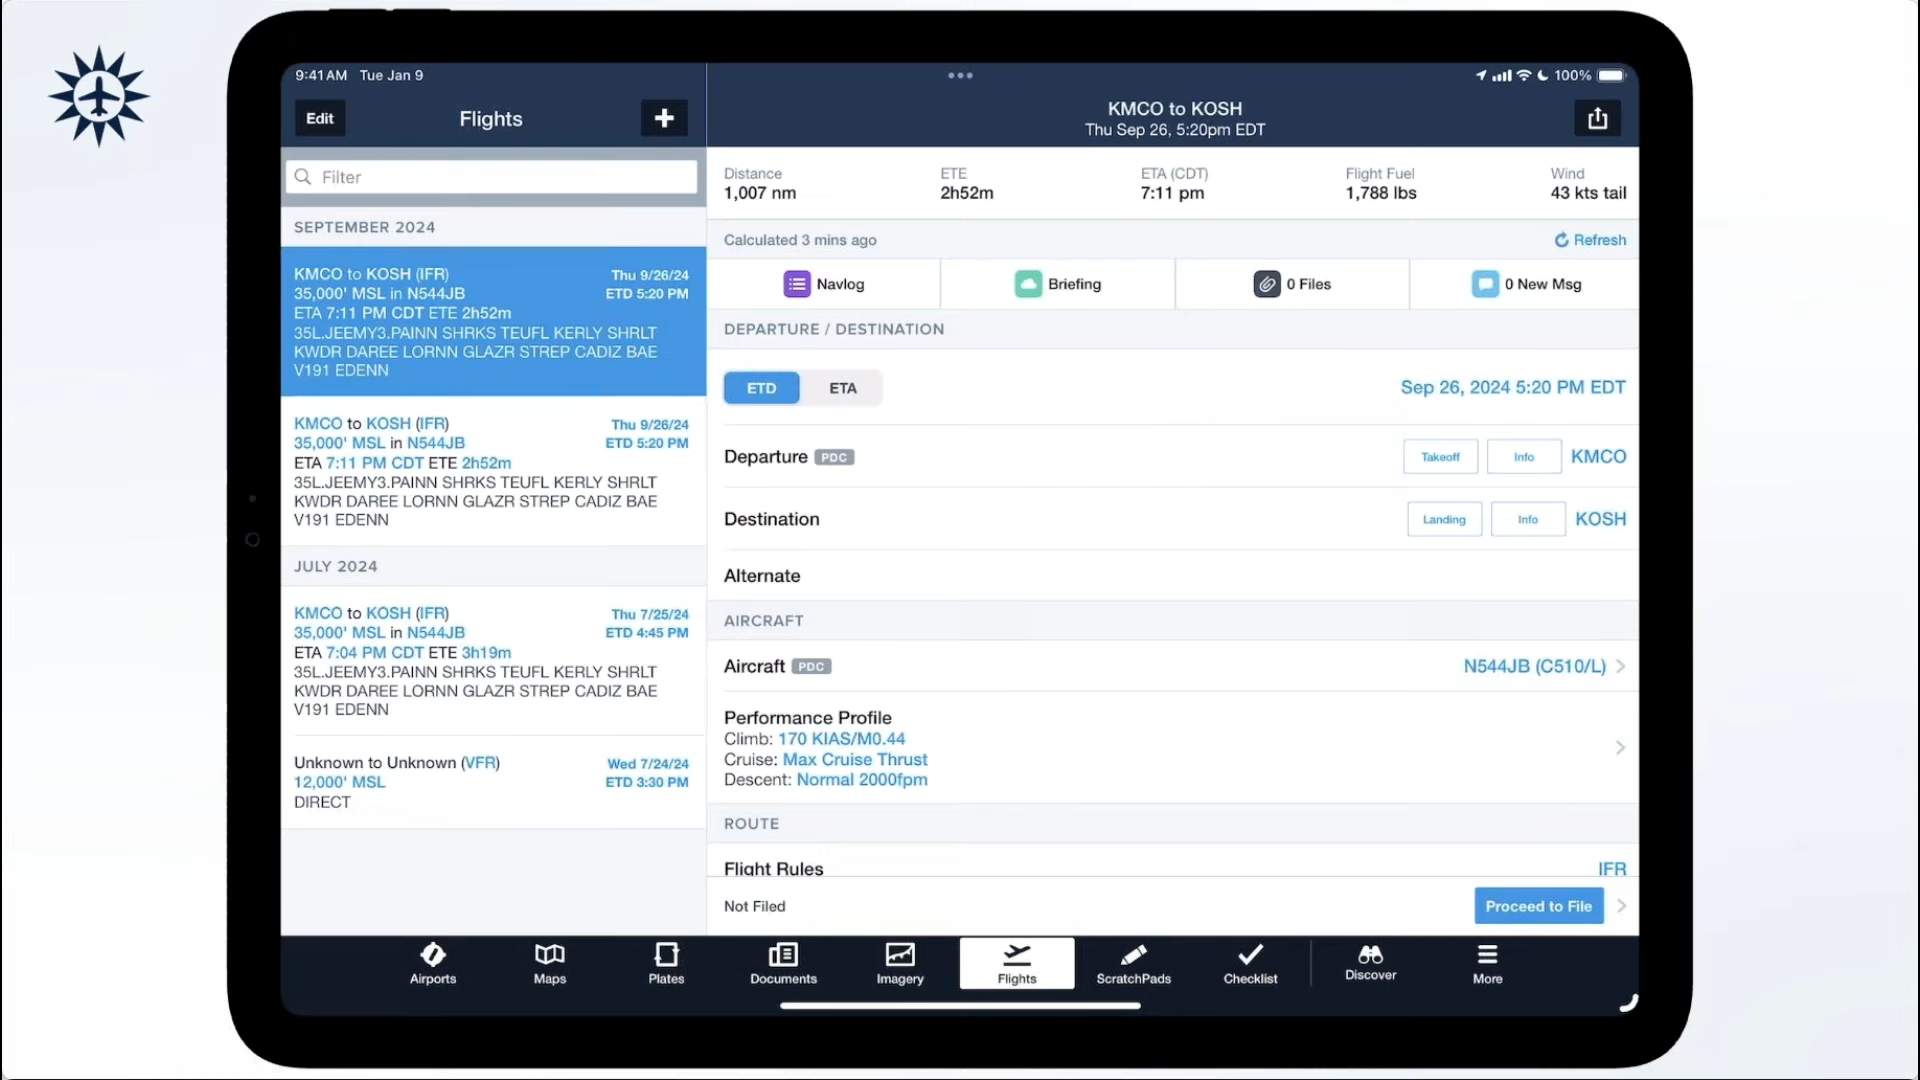 9:41 AM Tue Jan 9
100%
Edit
Flights
KMCO to KOSH
Thu Sep 26, 5:20pm EDT
Filter
SEPTEMBER 2024
KMCO to KOSH (IFR)
Thu 9/26/24
35,000' MSL in N544JB
ETD 5:20 PM
ETA 7:11 PM CDT ETE 2h52m
35L.JEEMY3.PAINN SHRKS TEUFL KERLY SHRLT
KWDR DAREE LORNN GLAZR STREP CADIZ BAE
V191 EDENN
KMCO to KOSH (IFR)
Thu 9/26/24
35,000' MSL in N544JB
ETD 5:20 PM
ETA 7:11 PM CDT ETE 2h52m
35L.JEEMY3.PAINN SHRKS TEUFL KERLY SHRLT
KWDR DAREE LORNN GLAZR STREP CADIZ BAE
V191 EDENN
JULY 2024
KMCO to KOSH (IFR)
Thu 7/25/24
35,000' MSL in N544JB
ETD 4:45 PM
ETA 7:04 PM CDT ETE 3h19m
35L.JEEMY3.PAINN SHRKS TEUFL KERLY SHRLT
KWDR DAREE LORNN GLAZR STREP CADIZ BAE
V191 EDENN
Unknown to Unknown (VFR)
Wed 7/24/24
12,000' MSL
ETD 3:30 PM
DIRECT
Distance ETE ETA (CDT) Flight Fuel Wind
1,007 nm 2h52m 7:11 pm 1,788 lbs 43 kts tail
Calculated 3 mins ago
Refresh
Navlog Briefing 0 Files 0 New Msg
DEPARTURE / DESTINATION
ETD ETA Sep 26, 2024 5:20 PM EDT
Departure PDC Takeoff Info KMCO
Destination Landing Info KOSH
Alternate
AIRCRAFT
Aircraft PDC N544JB (C510/L)
Performance Profile
Climb: 170 KIAS/M0.44
Cruise: Max Cruise Thrust
Descent: Normal 2000fpm
ROUTE
Flight Rules IFR
Not Filed Proceed to File
Airports Maps Plates Documents Imagery Flights ScratchPads Checklist Discover More